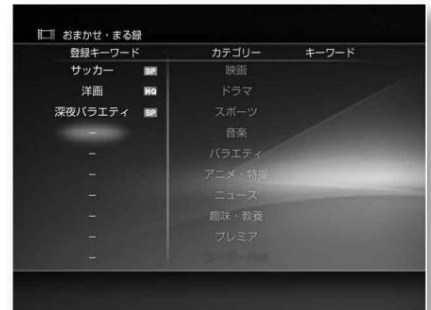 おまかせ・まる録
登録キーワード カテゴリー キーワード
サッカー SP 映画
洋画 HQ ドラマ
深夜バラエティ SP スポーツ
– 音楽
– バラエティ
– アニメ・特撮
– ニュース
– 趣味・教養
– プレミア
–